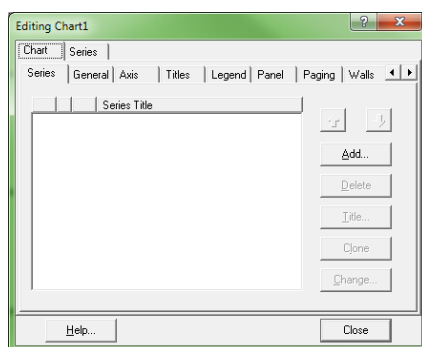 Editing Chart1
Chart Series
Series General Axis Titles Legend Panel Paging Walls
Series Title
Add...
Delete
Title...
Clone
Change...
Help... Close